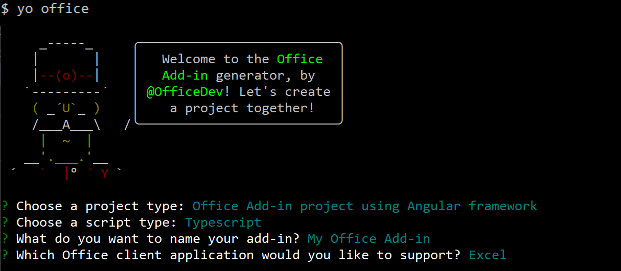 $ yo office
Welcome to the Office
Add-in generator, by
@OfficeDev! Let's create
a project together!
? Choose a project type: Office Add-in project using Angular framework
? Choose a script type: Typescript
? What do you want to name your add-in? My Office Add-in
? Which Office client application would you like to support? Excel